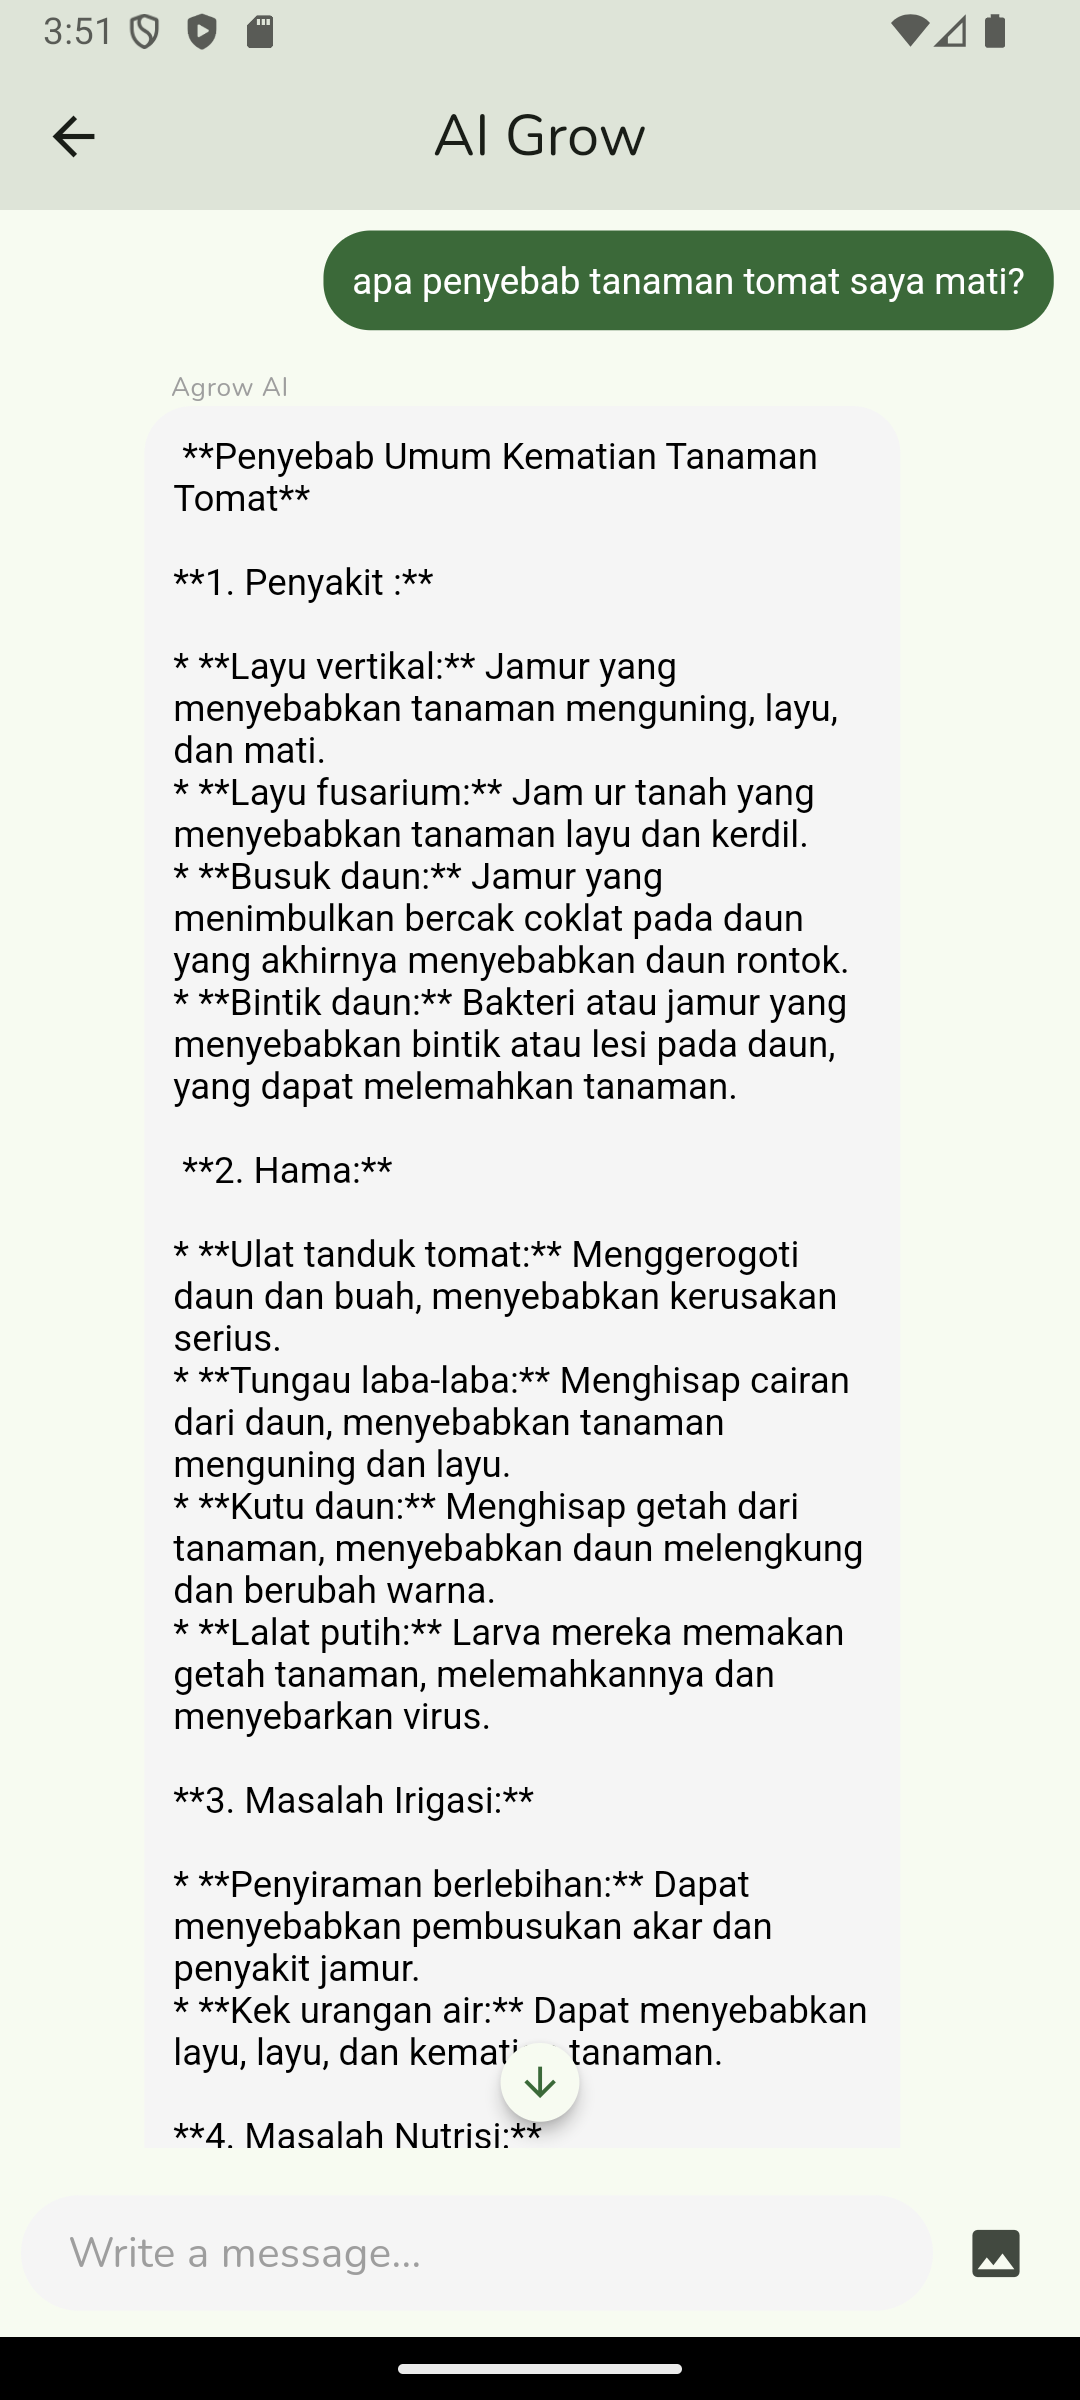 3:51
AI Grow
apa penyebab tanaman tomat saya mati?
Agrow AI
**Penyebab Umum Kematian Tanaman
Tomat**
**1. Penyakit :**
* **Layu vertikal:** Jamur yang
menyebabkan tanaman menguning, layu,
dan mati.
* **Layu fusarium:** Jam ur tanah yang
menyebabkan tanaman layu dan kerdil.
* **Busuk daun:** Jamur yang
menimbulkan bercak coklat pada daun
yang akhirnya menyebabkan daun rontok.
* **Bintik daun:** Bakteri atau jamur yang
menyebabkan bintik atau lesi pada daun,
yang dapat melemahkan tanaman.
**2. Hama:**
* **Ulat tanduk tomat:** Menggerogoti
daun dan buah, menyebabkan kerusakan
serius.
* **Tungau laba-laba:** Menghisap cairan
dari daun, menyebabkan tanaman
menguning dan layu.
* **Kutu daun:** Menghisap getah dari
tanaman, menyebabkan daun melengkung
dan berubah warna.
* **Lalat putih:** Larva mereka memakan
getah tanaman, melemahkannya dan
menyebarkan virus.
**3. Masalah Irigasi:**
* **Penyiraman berlebihan:** Dapat
menyebabkan pembusukan akar dan
penyakit jamur.
* **Kek urangan air:** Dapat menyebabkan
layu, layu, dan kematian tanaman.
**4. Masalah Nutrisi:**
Write a message...